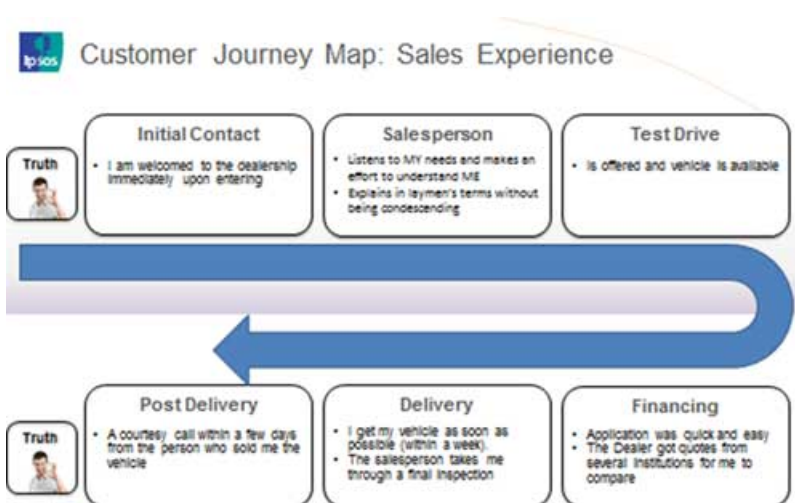 Ipsos
Customer Journey Map: Sales Experience
Truth
Initial Contact
• I am welcomed to the dealership
immediately upon entering
Salesperson
• Listens to MY needs and makes an
effort to understand ME
• Explains in laymen's terms without
being condescending
Test Drive
• Is offered and vehicle is available
Truth
Post Delivery
• A courtesy call within a few days
from the person who sold me the
vehicle
Delivery
• I get my vehicle as soon as
possible (within a week).
• The salesperson takes me
through a final inspection
Financing
• Application was quick and easy
• The Dealer got quotes from
several institutions for me to
compare